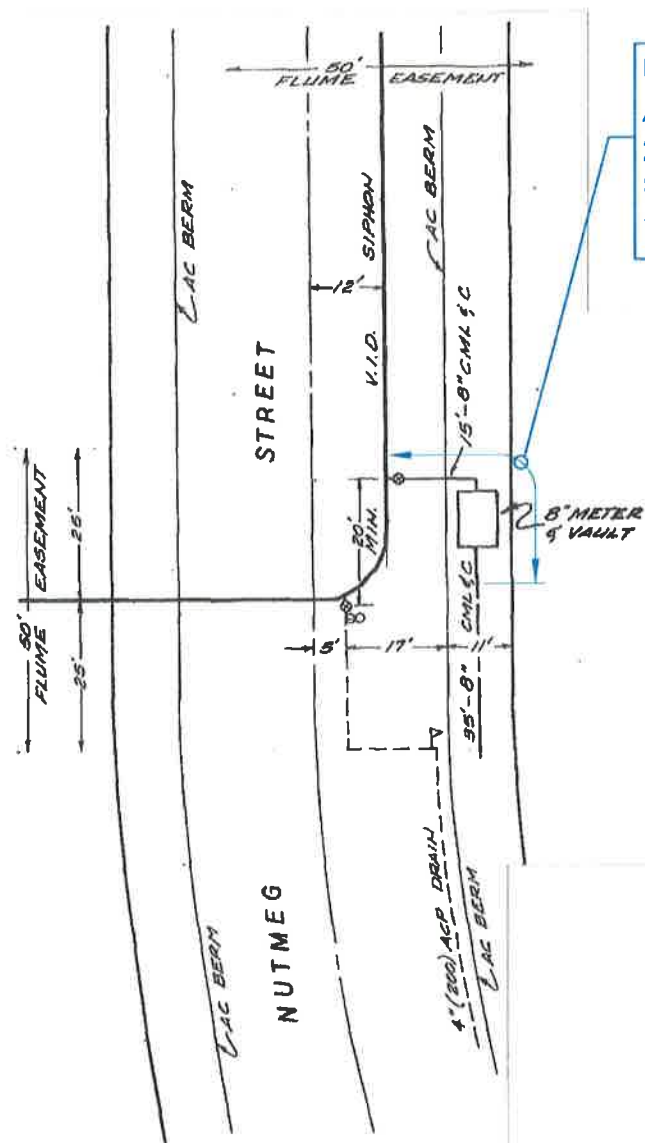 50'
FLUME EASEMENT
AC BERM
SIPHON
V.I.D.
AC BERM
12'
STREET
15'-8" CML & C
8" METER
& VAULT
50'
FLUME EASEMENT
25'
25'
20'
MIN.
5'
17'
11'
35'-8" CML & C
4"(200) ACP DRAIN
AC BERM
NUTMEG
AC BERM